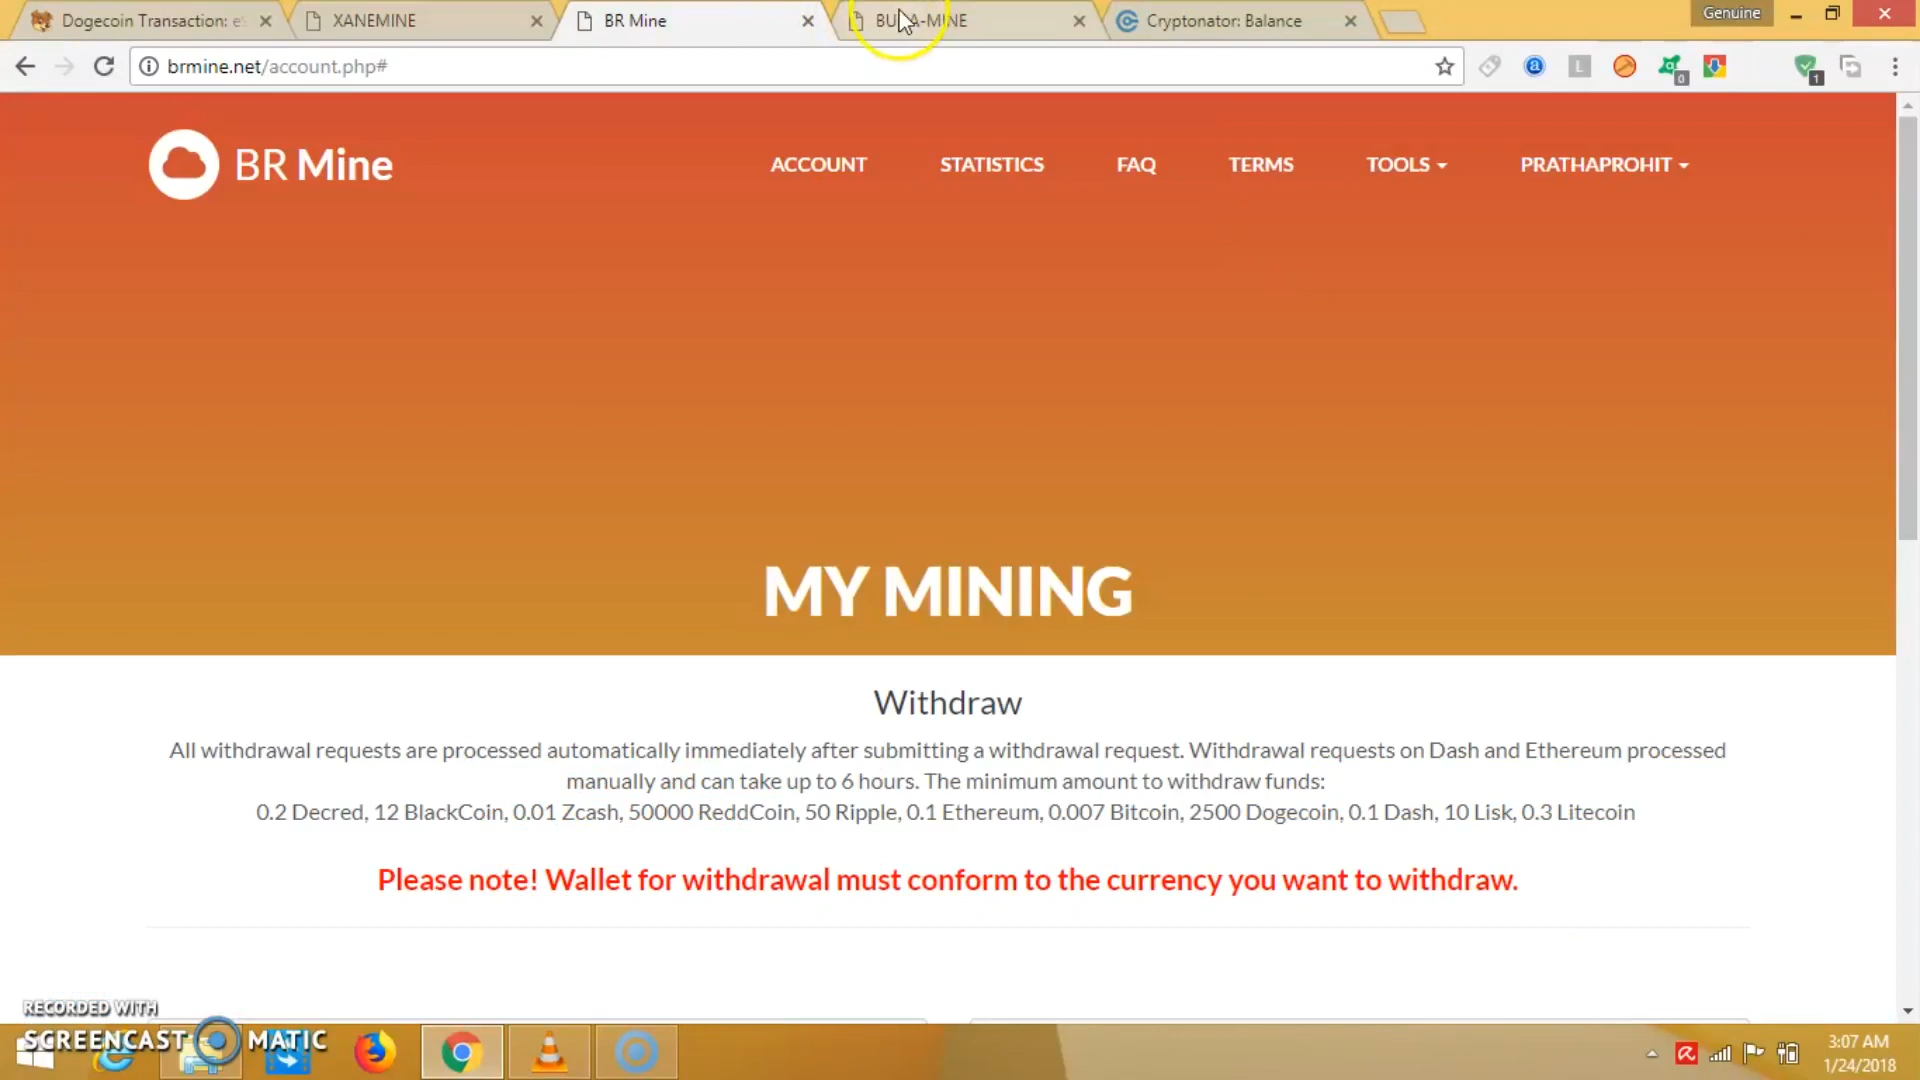 Dogecoin Transaction:
XANEMINE
BR Mine
Cryptonator: Balance
Genuine
brmine.net/account.php#
BR Mine
ACCOUNT
STATISTICS
FAQ
TERMS
TOOLS
PRATHAPROHIT
MY MINING
Withdraw
All withdrawal requests are processed automatically immediately after submitting a withdrawal request. Withdrawal requests on Dash and Ethereum processed
manually and can take up to 6 hours. The minimum amount to withdraw funds:
0.2 Decred, 12 BlackCoin, 0.01 Zcash, 50000 ReddCoin, 50 Ripple, 0.1 Ethereum, 0.007 Bitcoin, 2500 Dogecoin, 0.1 Dash, 10 Lisk, 0.3 Litecoin
Please note! Wallet for withdrawal must conform to the currency you want to withdraw.
RECORDED WITH
SCREENCAST MATIC
3:07 AM
1/24/2018